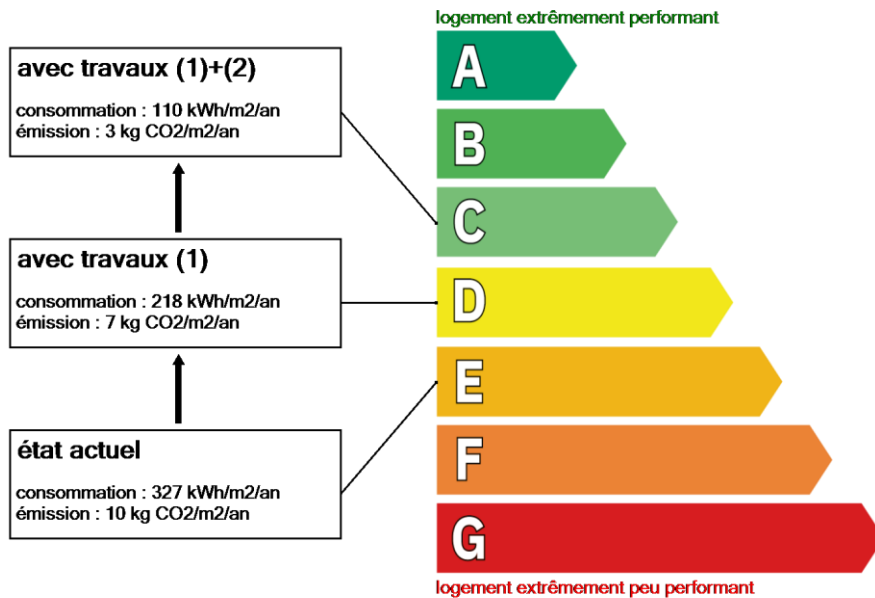 logement extrêmement performant
avec travaux (1)+(2)
consommation : 110 kWh/m2/an
émission : 3 kg CO2/m2/an
avec travaux (1)
consommation : 218 kWh/m2/an
émission : 7 kg CO2/m2/an
état actuel
consommation : 327 kWh/m2/an
émission : 10 kg CO2/m2/an
A
B
C
D
E
F
G
logement extrêmement peu performant